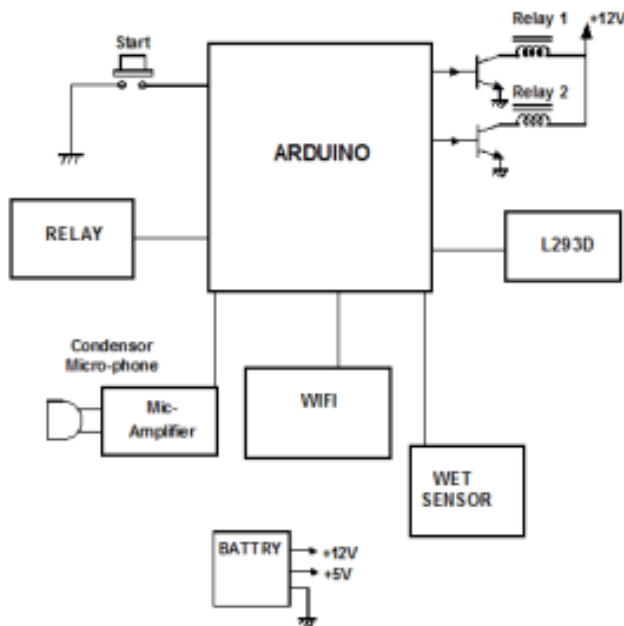 Start
Relay 1
+12V
Relay 2
ARDUINO
RELAY
L293D
Condensor
Micro-phone
Mic-
Amplifier
WIFI
WET
SENSOR
BATTRY
+12V
+5V